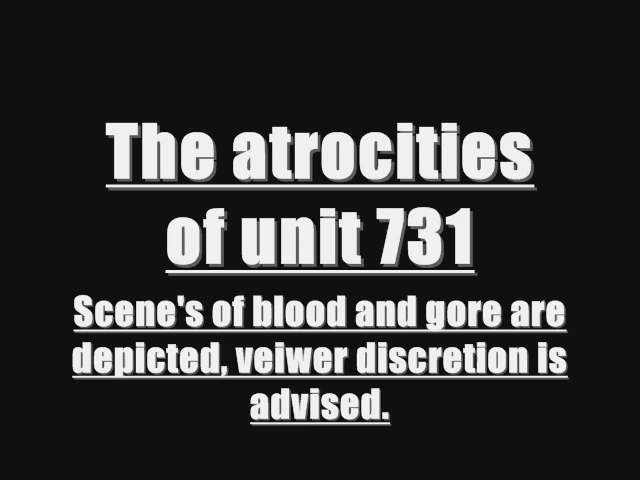 The atrocities
of unit 731
Scene's of blood and gore are
depicted, veiwer discretion is
advised.